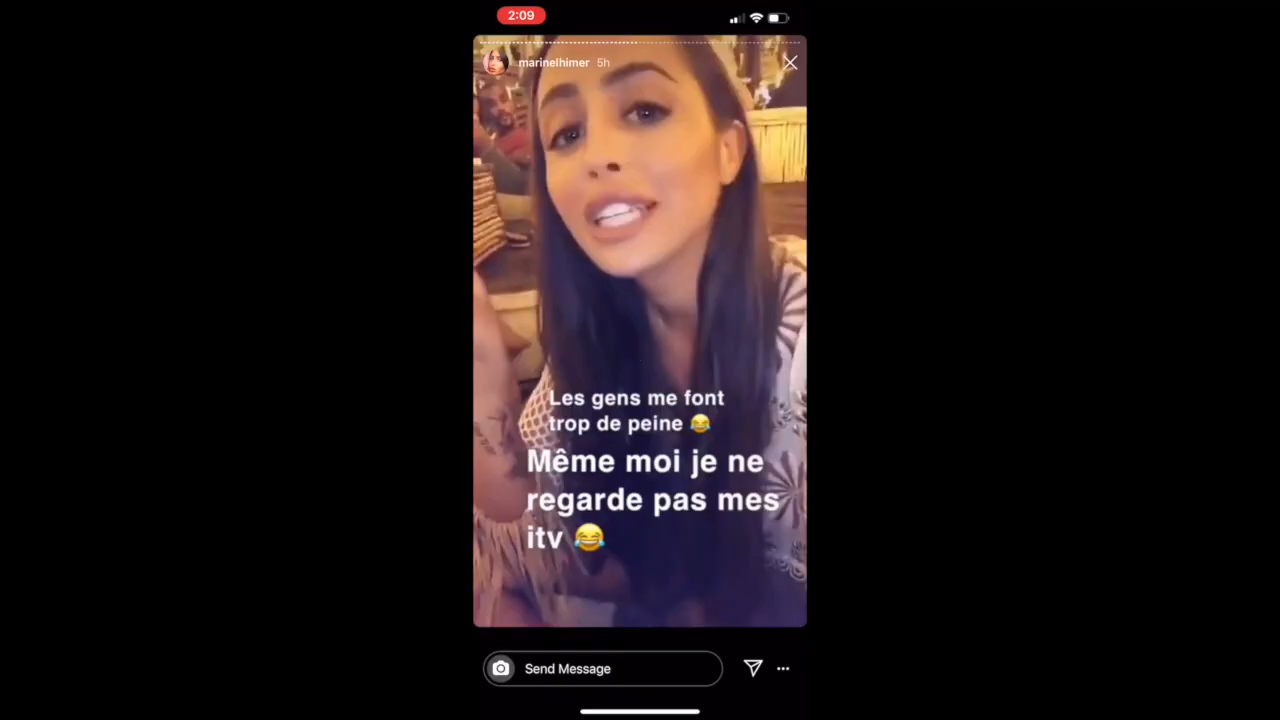 2:09
marinelhimer 5h
Les gens me font
trop de peine 😂
Même moi je ne
regarde pas mes
itv 😂
Send Message